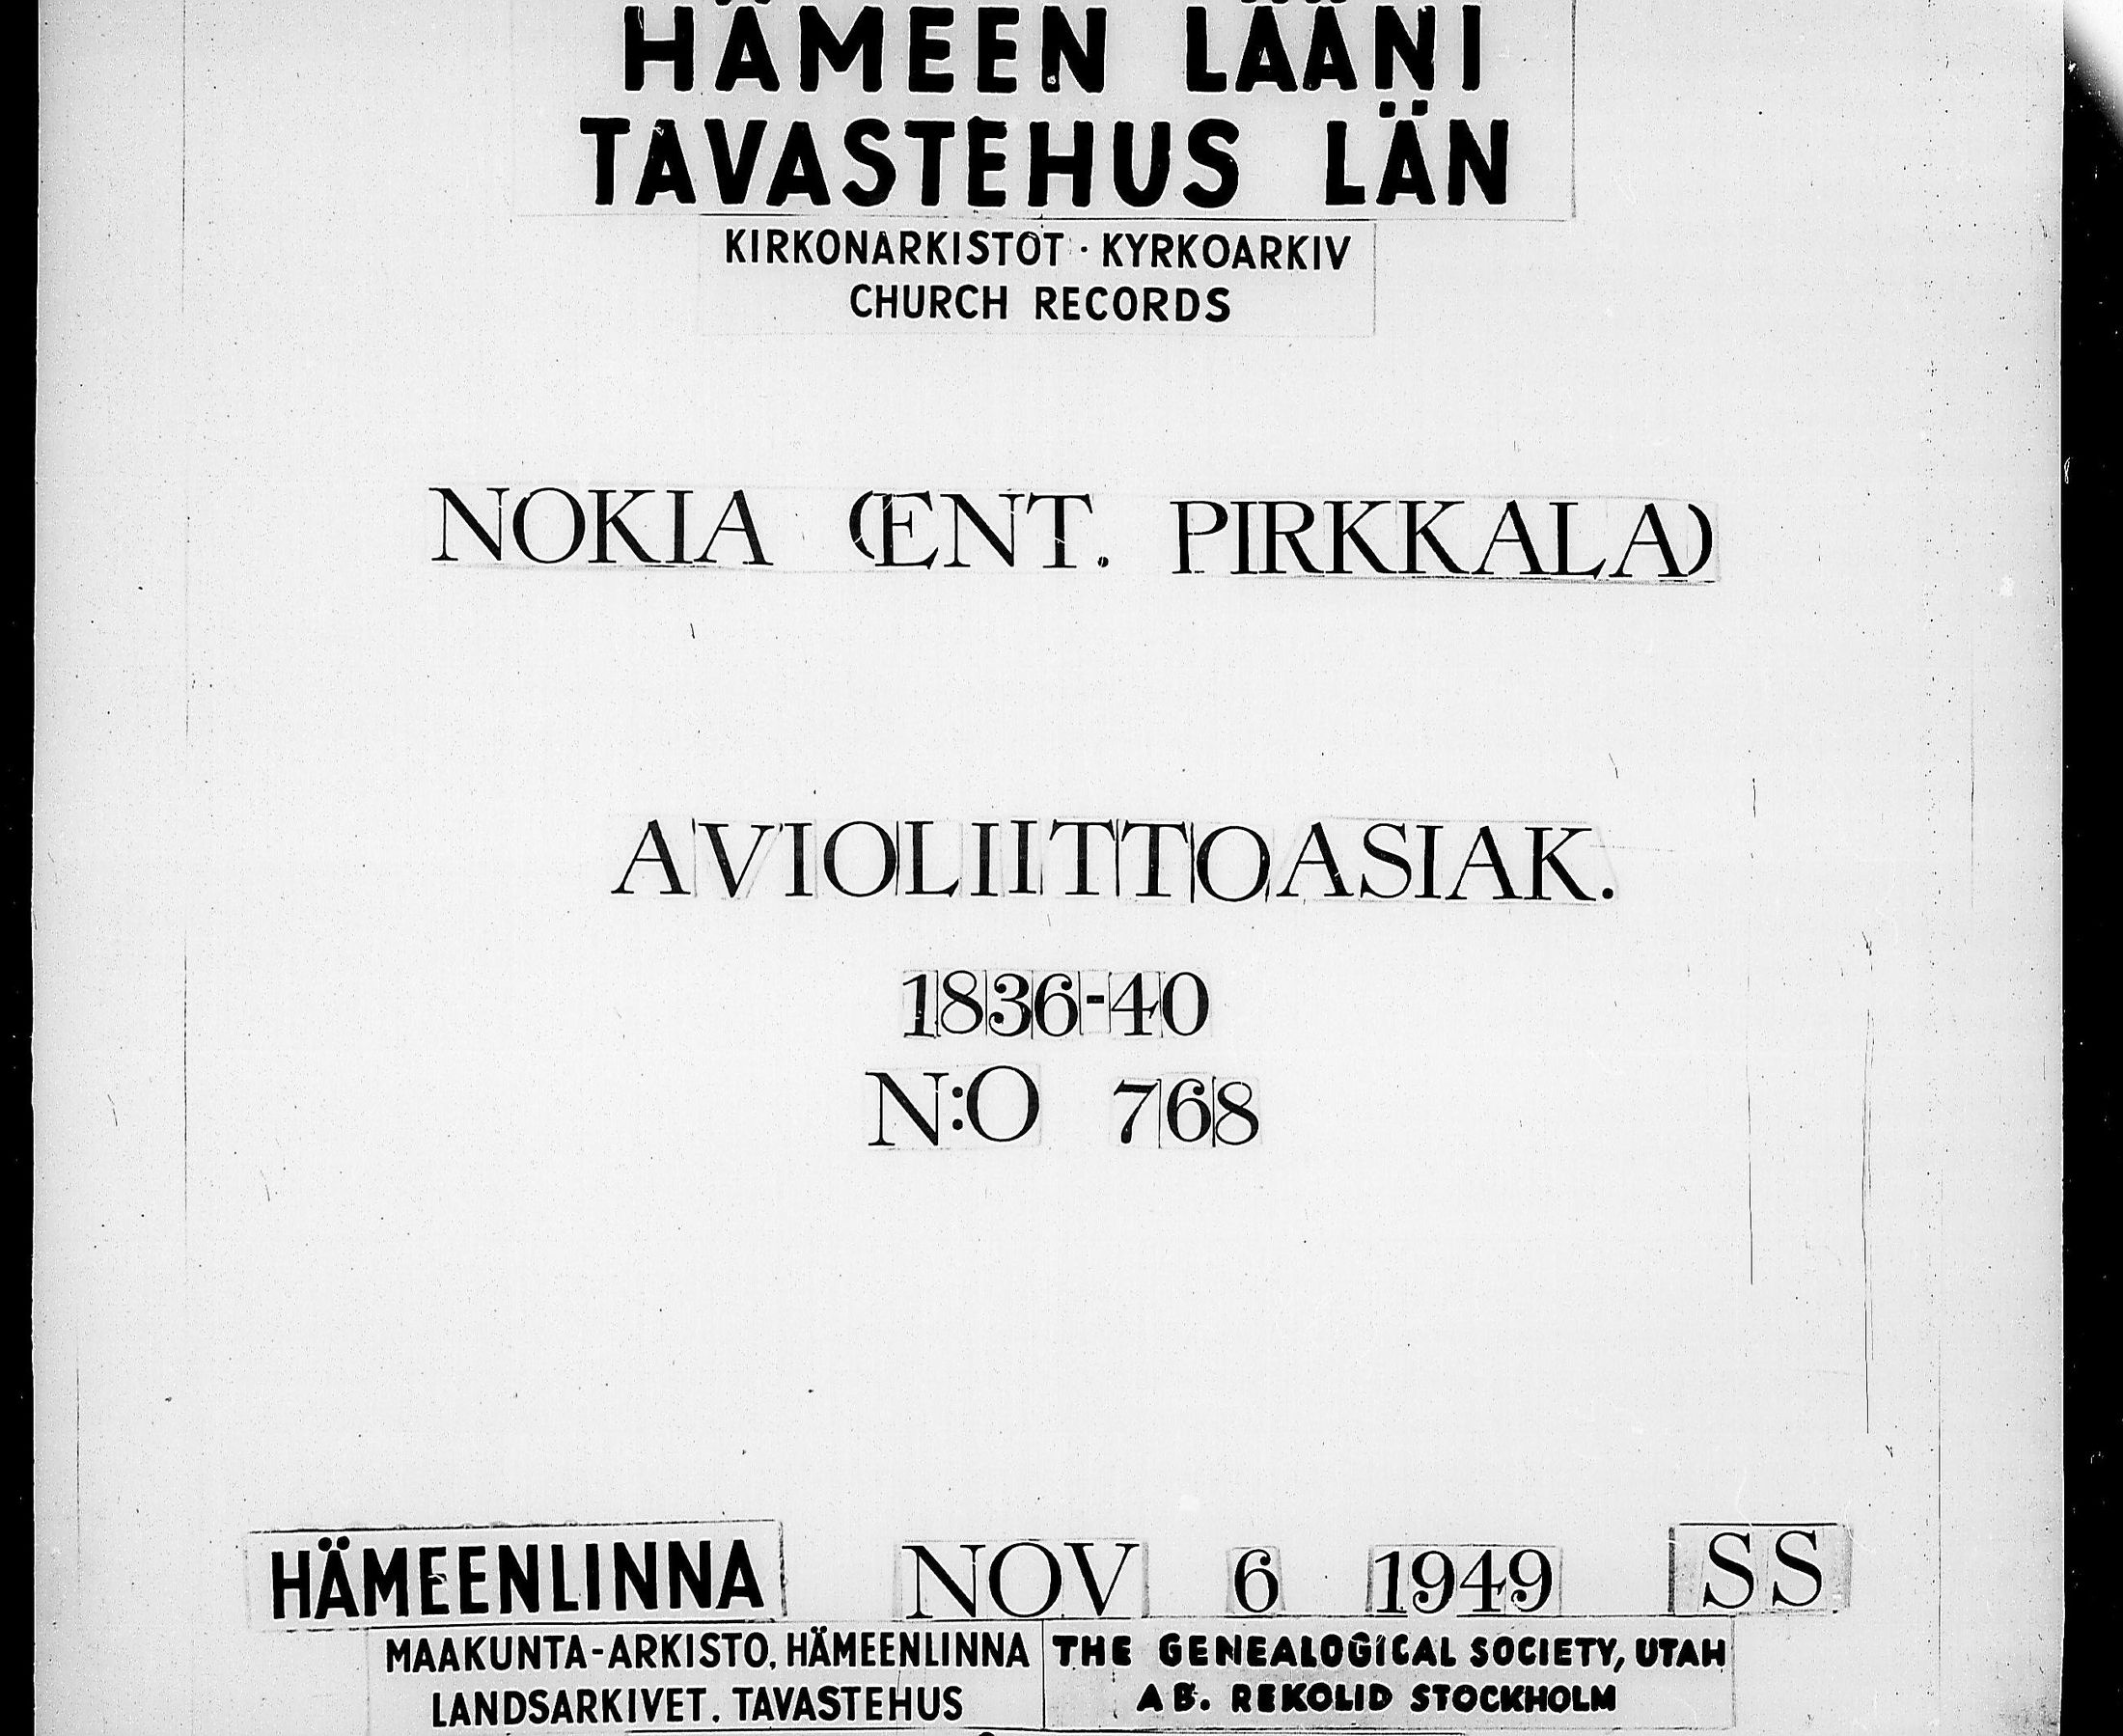 HÄMEEN LÄÄNI
TAVASTEHUS LÄN
KIRKONARKISTOT · KYRKOARKIV
CHURCH RECORDS
NOKIA (ENT. PIRKKALA)
AVIOLIITTOASIAK.
1836-40
N:O 768
HÄMEENLINNA NOV 6 1949 SS
MAAKUNTA-ARKISTO, HÄMEENLINNA THE GENEALOGICAL SOCIETY, UTAH
LANDSARKIVET. TAVASTEHUS A B. REKOLID STOCKHOLM